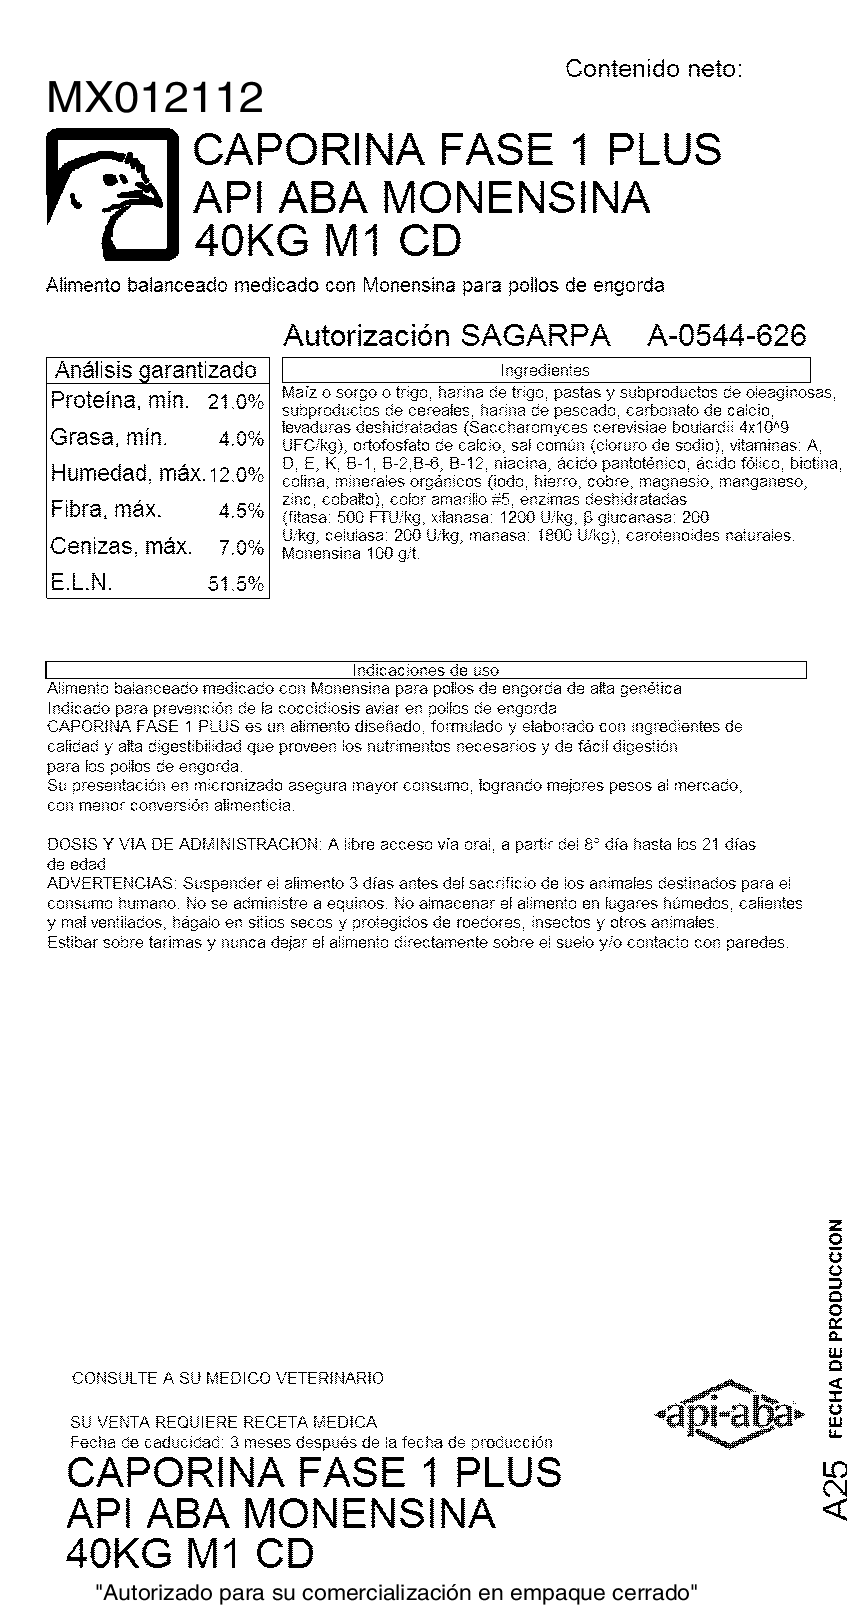 Contenido neto:
MX012112
CAPORINA FASE 1 PLUS
API ABA MONENSINA
40KG M1 CD
Alimento balanceado medicado con Monensina para pollos de engorda
Autorización SAGARPA A-0544-626
Análisis garantizado
Proteína, mín. 21.0%
Grasa, mín. 4.0%
Humedad, máx. 12.0%
Fibra, máx. 4.5%
Cenizas, máx. 7.0%
E.L.N. 51.5%
Ingredientes
Maíz o sorgo o trigo, harina de trigo, pastas y subproductos de oleaginosas,
subproductos de cereales, harina de pescado, carbonato de calcio,
levaduras deshidratadas (Saccharomyces cerevisiae boulardii 4x10^9
UFC/kg), ortofosfato de calcio, sal común (cloruro de sodio), vitaminas: A,
D, E, K, B-1, B-2,B-6, B-12, niacina, ácido pantoténico, ácido fólico, biotina,
colina, minerales orgánicos (iodo, hierro, cobre, magnesio, manganeso,
zinc, cobalto), color amarillo #5, enzimas deshidratadas
(fitasa: 500 FTU/kg, xilanasa: 1200 U/kg, β glucanasa: 200
U/kg, celulasa: 200 U/kg, manasa: 1800 U/kg), carotenoides naturales.
Monensina 100 g/t.
Indicaciones de uso
Alimento balanceado medicado con Monensina para pollos de engorda de alta genética
Indicado para prevención de la coccidiosis aviar en pollos de engorda
CAPORINA FASE 1 PLUS es un alimento diseñado, formulado y elaborado con ingredientes de
calidad y alta digestibilidad que proveen los nutrimentos necesarios y de fácil digestión
para los pollos de engorda.
Su presentación en micronizado asegura mayor consumo, logrando mejores pesos al mercado,
con menor conversión alimenticia.
DOSIS Y VIA DE ADMINISTRACION: A libre acceso vía oral, a partir del 8° día hasta los 21 días
de edad
ADVERTENCIAS: Suspender el alimento 3 días antes del sacrificio de los animales destinados para el
consumo humano. No se administre a equinos. No almacenar el alimento en lugares húmedos, calientes
y mal ventilados, hágalo en sitios secos y protegidos de roedores, insectos y otros animales.
Estibar sobre tarimas y nunca dejar el alimento directamente sobre el suelo y/o contacto con paredes.
FECHA DE PRODUCCION
A25
CONSULTE A SU MEDICO VETERINARIO
api-aba
SU VENTA REQUIERE RECETA MEDICA
Fecha de caducidad: 3 meses después de la fecha de producción
CAPORINA FASE 1 PLUS
API ABA MONENSINA
40KG M1 CD
"Autorizado para su comercialización en empaque cerrado"